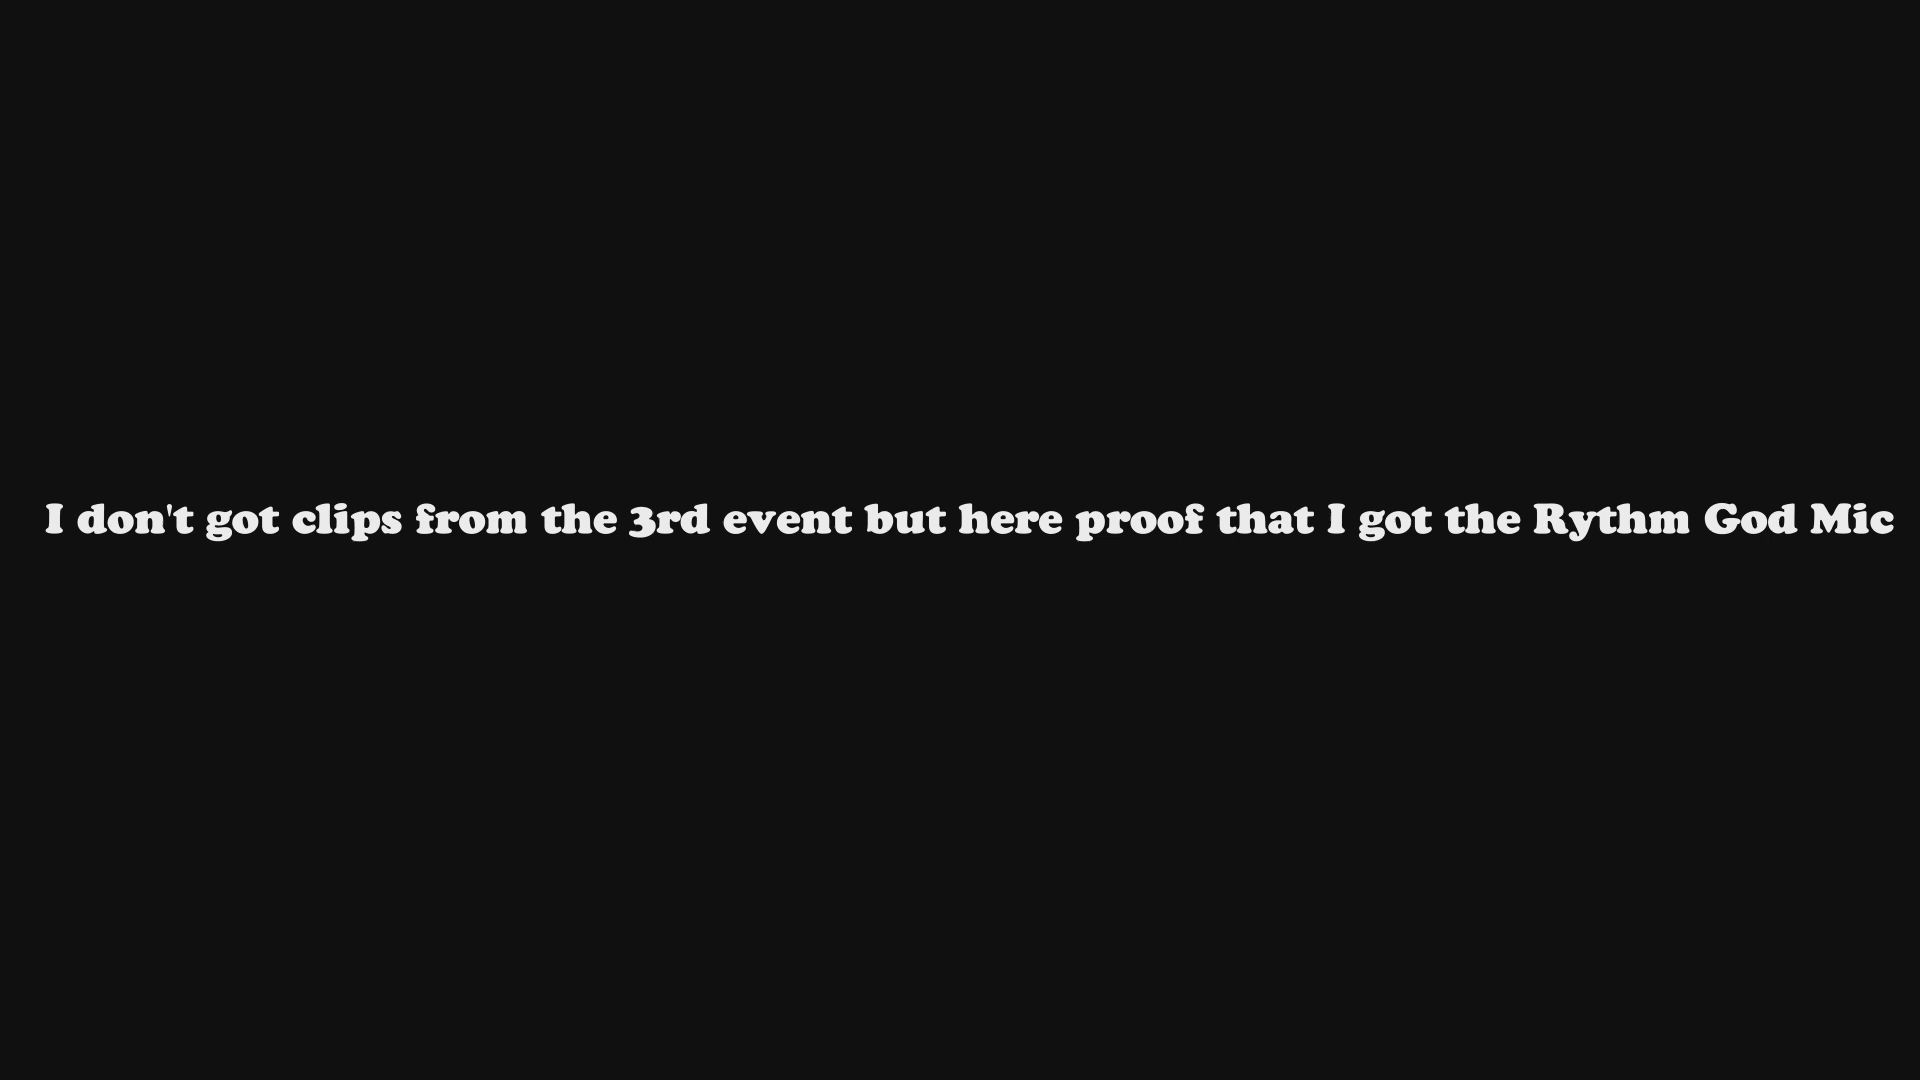 I don't got clips from the 3rd event but here proof that I got the Rythm God Mic